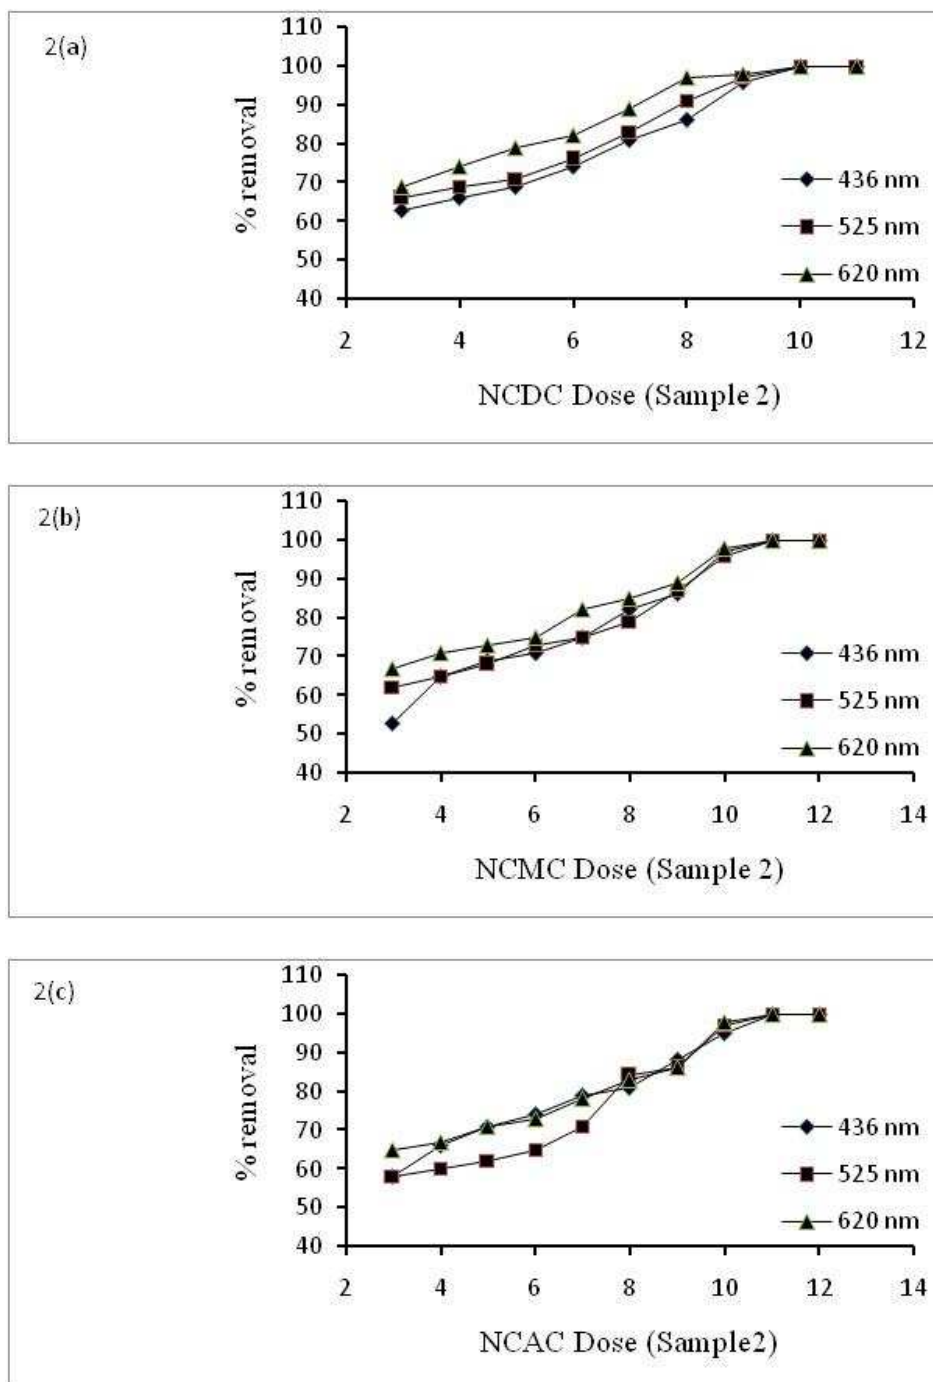 2(a)
110
100
90
80
70
60
50
40
% removal
436 nm
525 nm
620 nm
2 4 6 8 10 12
NCDC Dose (Sample 2)
2(b)
110
100
90
80
70
60
50
40
% removal
436 nm
525 nm
620 nm
2 4 6 8 10 12 14
NCMC Dose (Sample 2)
2(c)
110
100
90
80
70
60
50
40
% removal
436 nm
525 nm
620 nm
2 4 6 8 10 12 14
NCAC Dose (Sample2)